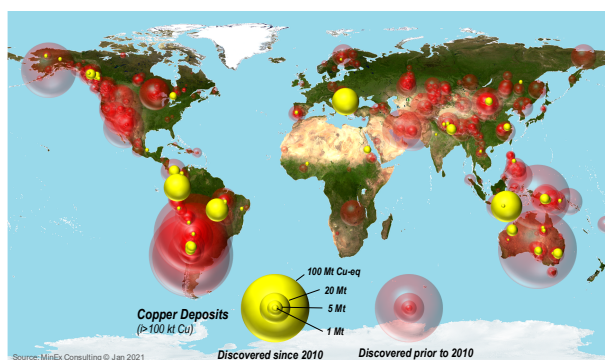 100 Mt Cu-eq
20 Mt
5 Mt
1 Mt
Copper Deposits
(i>100 kt Cu)
Discovered since 2010
Discovered prior to 2010
Source: MinEx Consulting © Jan 2021